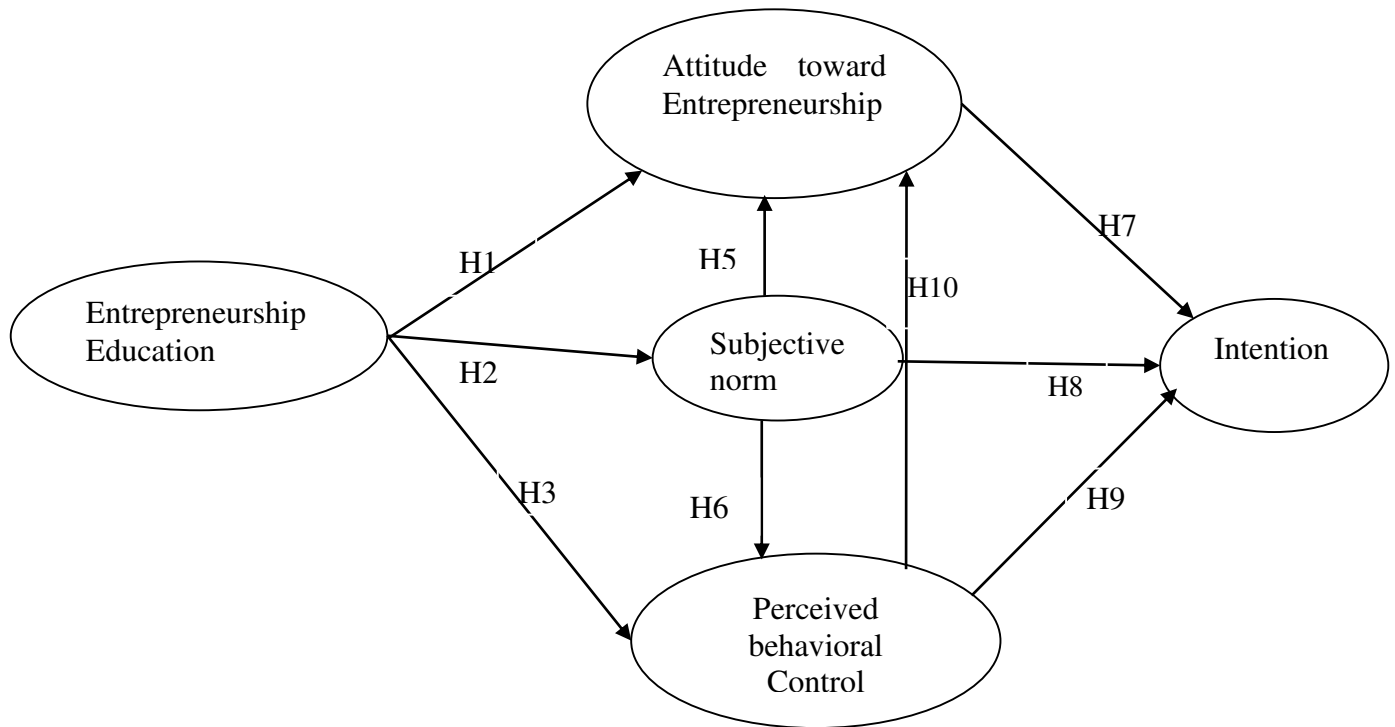 Attitude toward
Entrepreneurship
H7
H1
H5
H10
Entrepreneurship
Education
Subjective
norm
Intention
H2
H8
H3
H6
H9
Perceived
behavioral
Control